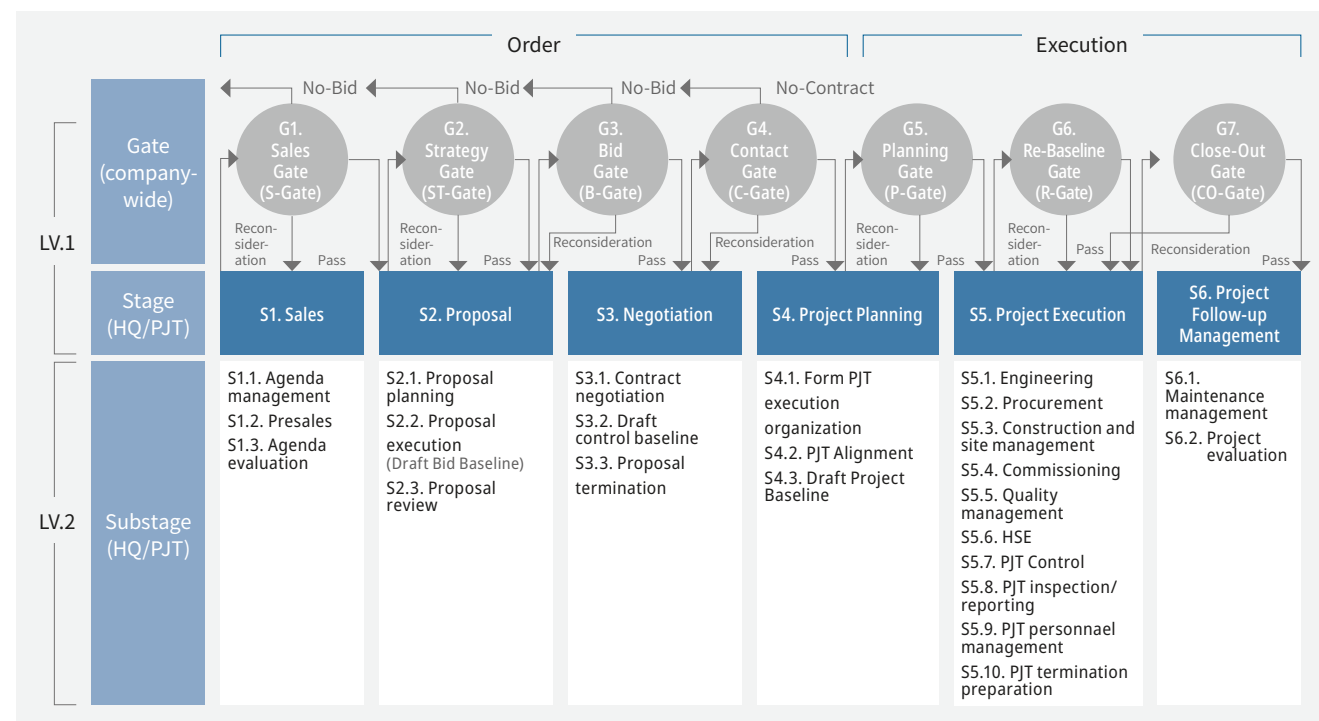 Order
Execution
No-Bid
No-Bid
No-Bid
No-Contract
LV.1
Gate
(company-
wide)
G1.
Sales
Gate
(S-Gate)
G2.
Strategy
Gate
(ST-Gate)
G3.
Bid
Gate
(B-Gate)
G4.
Contact
Gate
(C-Gate)
G5.
Planning
Gate
(P-Gate)
G6.
Re-Baseline
Gate
(R-Gate)
G7.
Close-Out
Gate
(CO-Gate)
Recon-
sider-
ation
Pass
Recon-
sider-
ation
Pass
Reconsideration
Pass
Reconsideration
Pass
Recon-
sider-
ation
Pass
Recon-
sider-
ation
Pass
Reconsideration
Pass
Stage
(HQ/PJT)
S1. Sales
S2. Proposal
S3. Negotiation
S4. Project Planning
S5. Project Execution
S6. Project
Follow-up
Management
LV.2
Substage
(HQ/PJT)
S1.1. Agenda
management
S1.2. Presales
S1.3. Agenda
evaluation
S2.1. Proposal
planning
S2.2. Proposal
execution
(Draft Bid Baseline)
S2.3. Proposal
review
S3.1. Contract
negotiation
S3.2. Draft
control baseline
S3.3. Proposal
termination
S4.1. Form PJT
execution
organization
S4.2. PJT Alignment
S4.3. Draft Project
Baseline
S5.1. Engineering
S5.2. Procurement
S5.3. Construction and
site management
S5.4. Commissioning
S5.5. Quality
management
S5.6. HSE
S5.7. PJT Control
S5.8. PJT inspection/
reporting
S5.9. PJT personnael
management
S5.10. PJT termination
preparation
S6.1.
Maintenance
management
S6.2. Project
evaluation